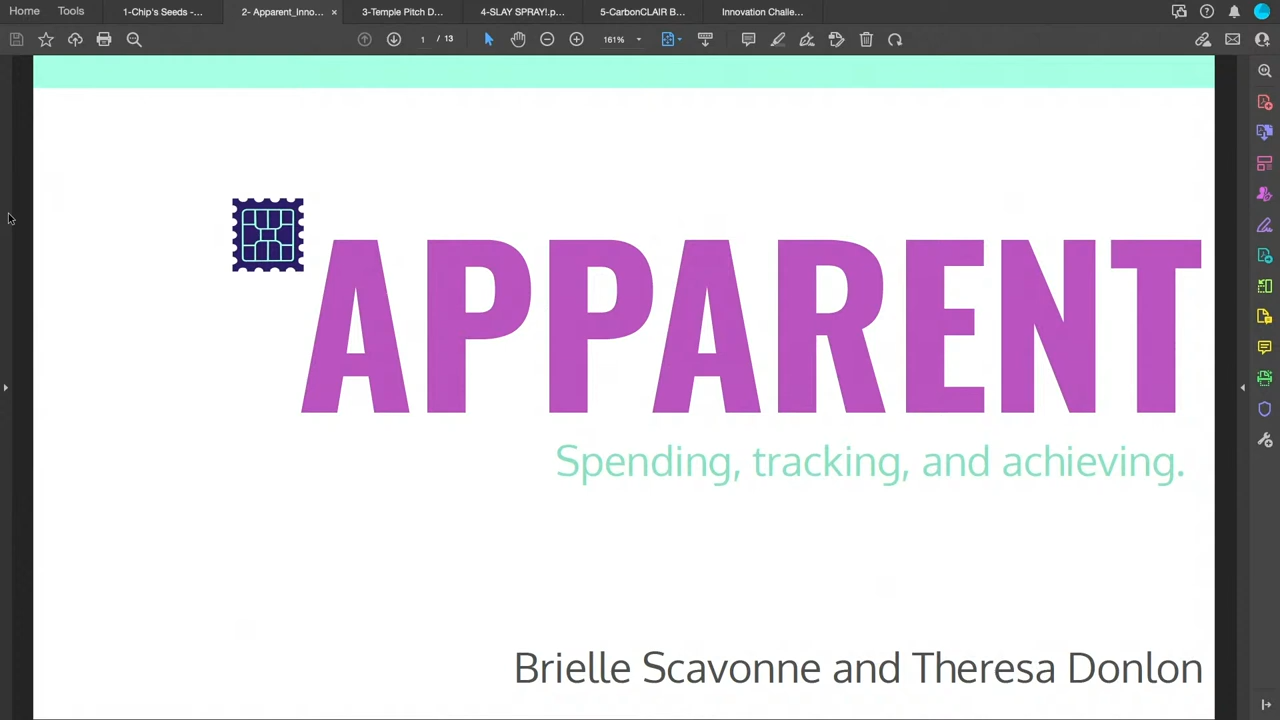 Home Tools 1-Chip's Seeds -... 2- Apparent_Inno... × 3-Temple Pitch D... 4-SLAY SPRAY!.p... 5-CarbonCLAIR B... Innovation Challe...
1 / 13 161%
APPARENT
Spending, tracking, and achieving.
Brielle Scavonne and Theresa Donlon